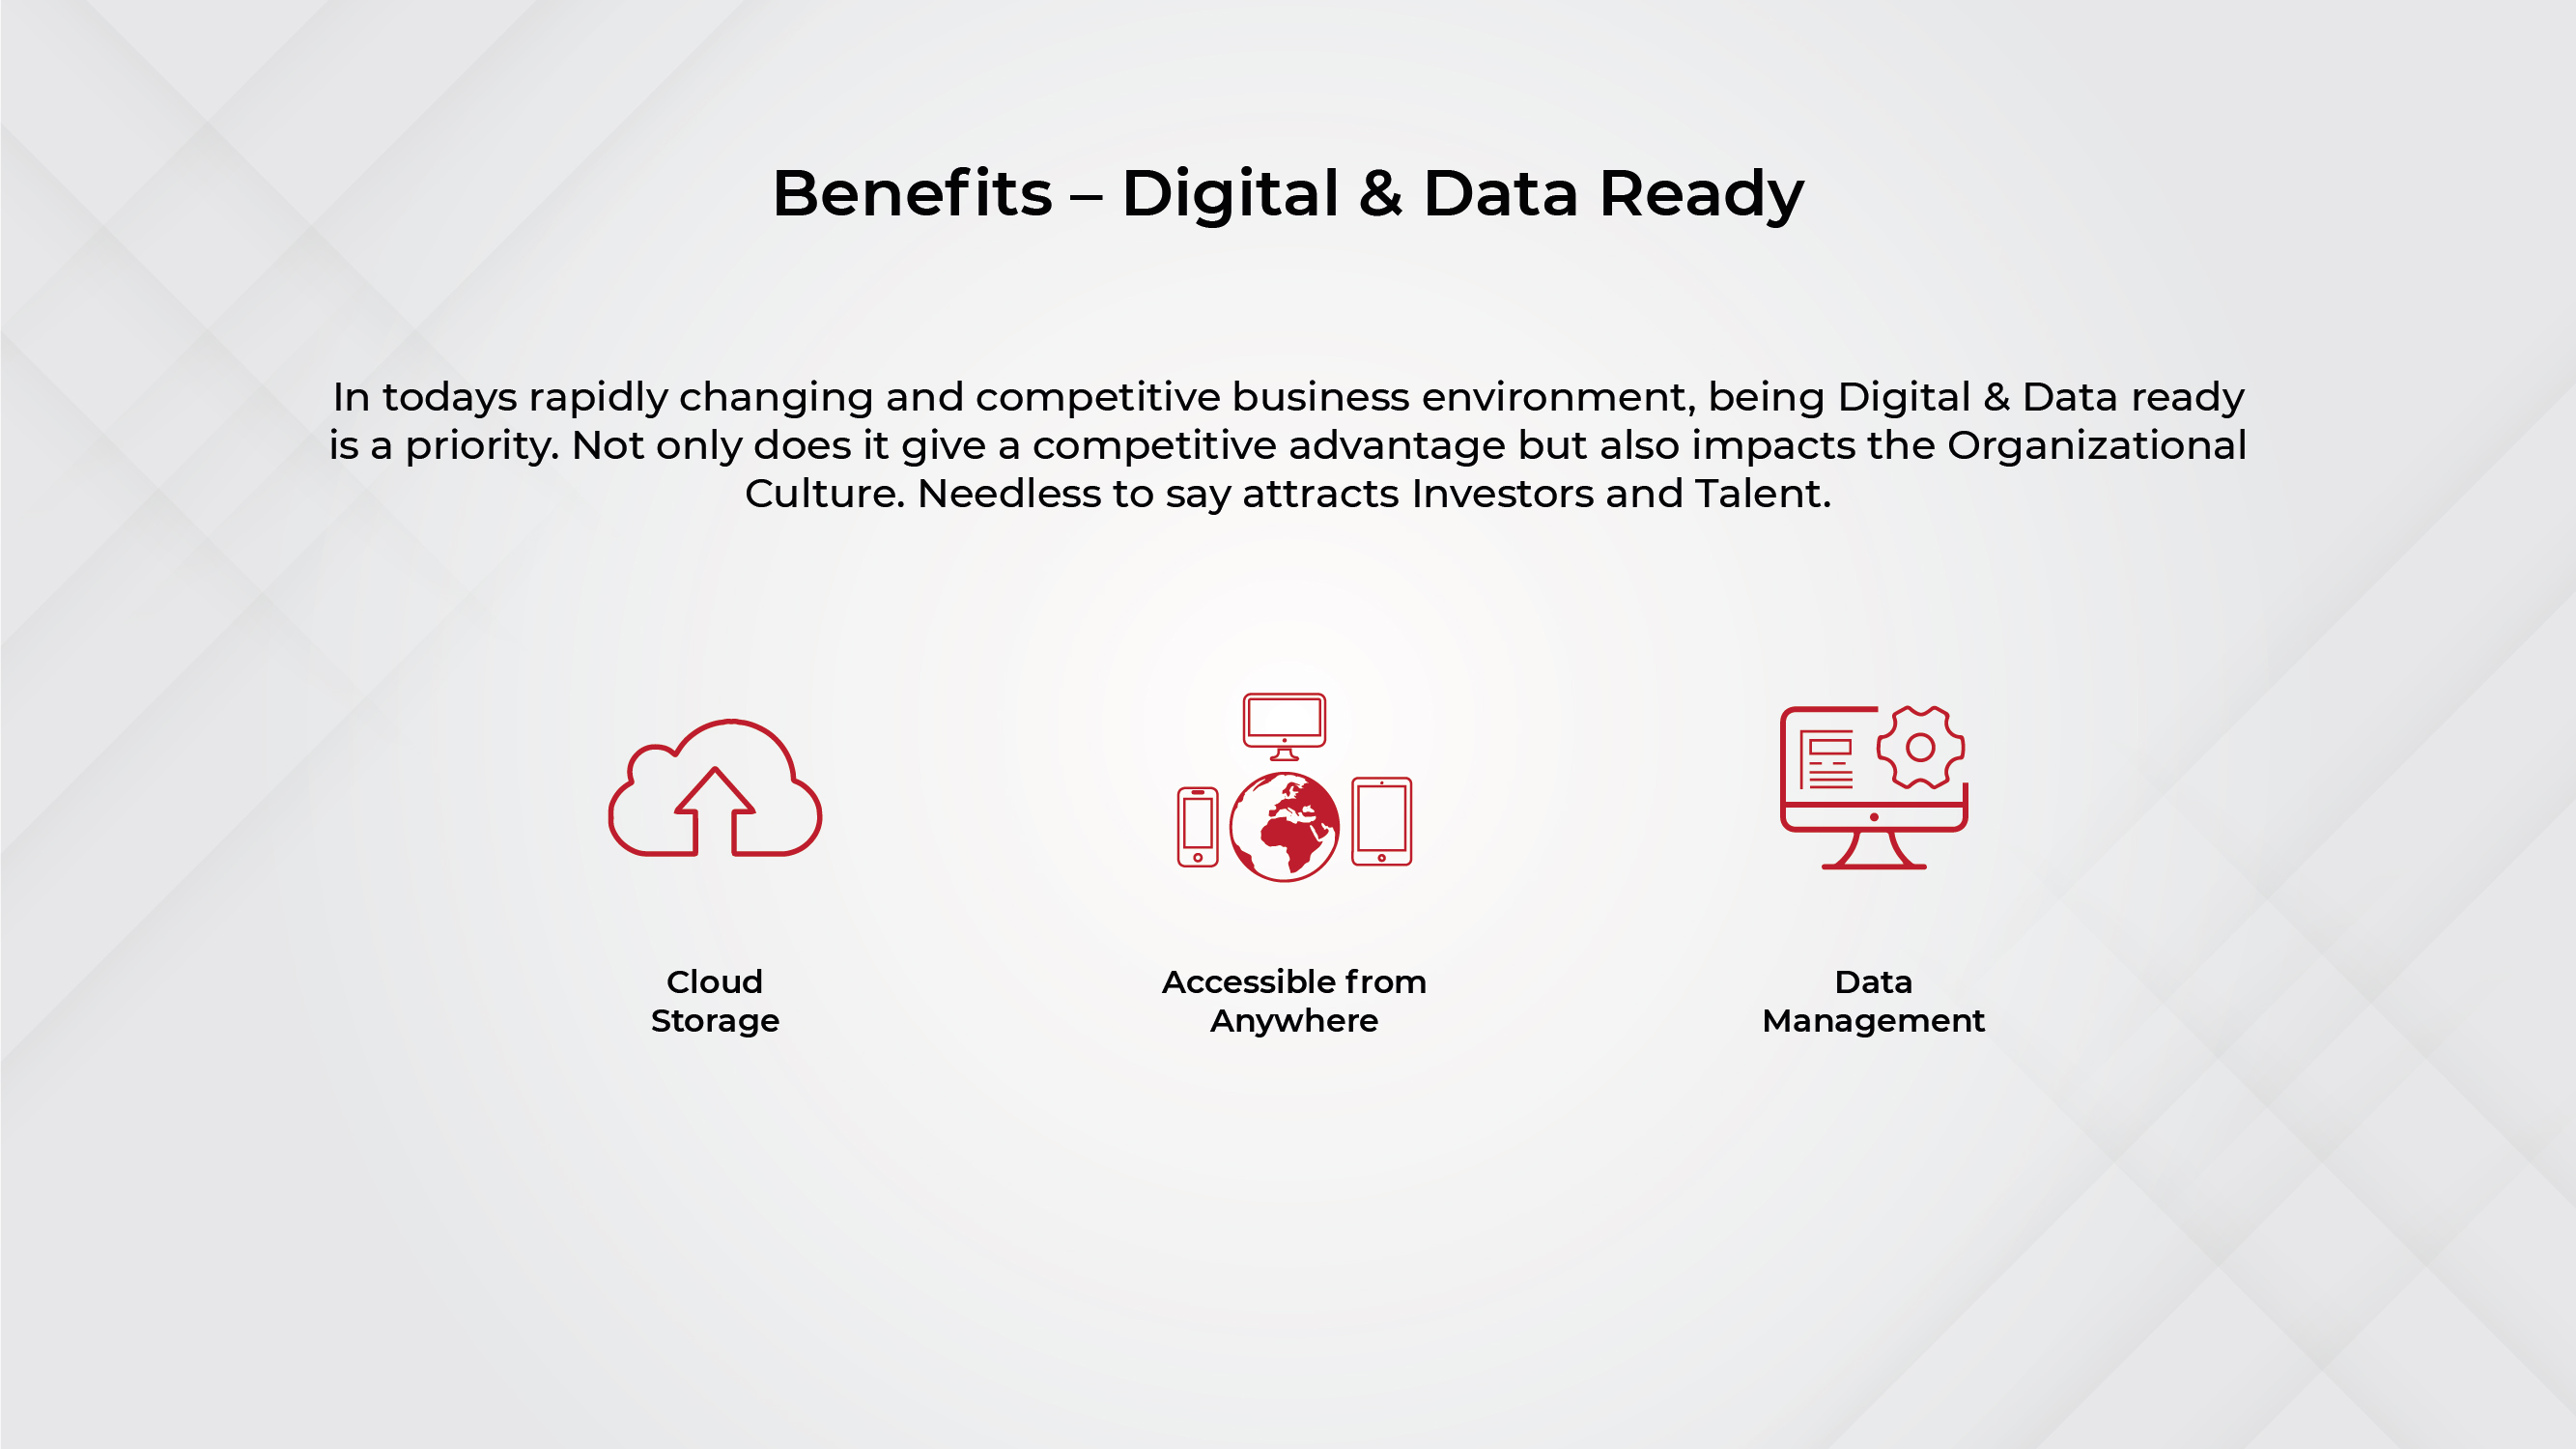 Benefits – Digital & Data Ready
In todays rapidly changing and competitive business environment, being Digital & Data ready
is a priority. Not only does it give a competitive advantage but also impacts the Organizational
Culture. Needless to say attracts Investors and Talent.
Cloud
Storage
Accessible from
Anywhere
Data
Management